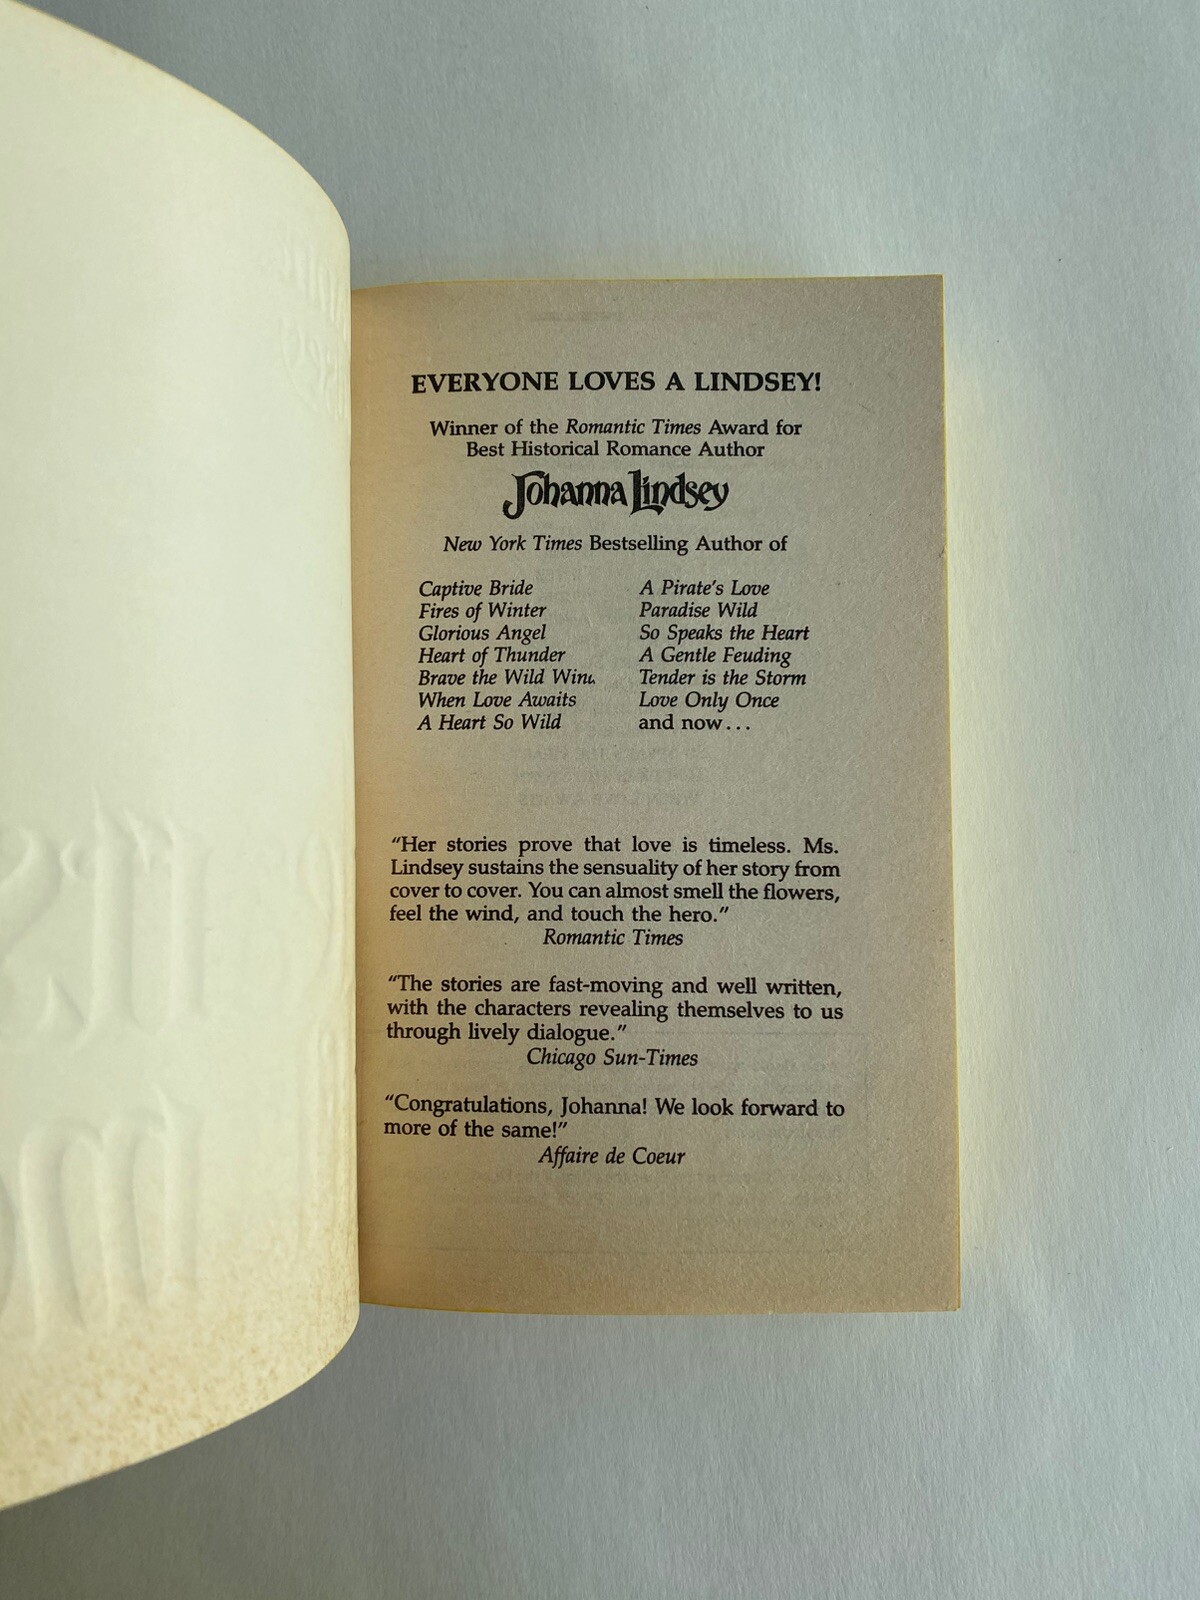 EVERYONE LOVES A LINDSEY!
Winner of the Romantic Times Award for
Best Historical Romance Author
Johanna Lindsey
New York Times Bestselling Author of
Captive Bride
Fires of Winter
Glorious Angel
Heart of Thunder
Brave the Wild Wind
When Love Awaits
A Heart So Wild
A Pirate's Love
Paradise Wild
So Speaks the Heart
A Gentle Feuding
Tender is the Storm
Love Only Once
and now...
"Her stories prove that love is timeless. Ms.
Lindsey sustains the sensuality of her story from
cover to cover. You can almost smell the flowers,
feel the wind, and touch the hero."
Romantic Times
"The stories are fast-moving and well written,
with the characters revealing themselves to us
through lively dialogue."
Chicago Sun-Times
"Congratulations, Johanna! We look forward to
more of the same!"
Affaire de Coeur